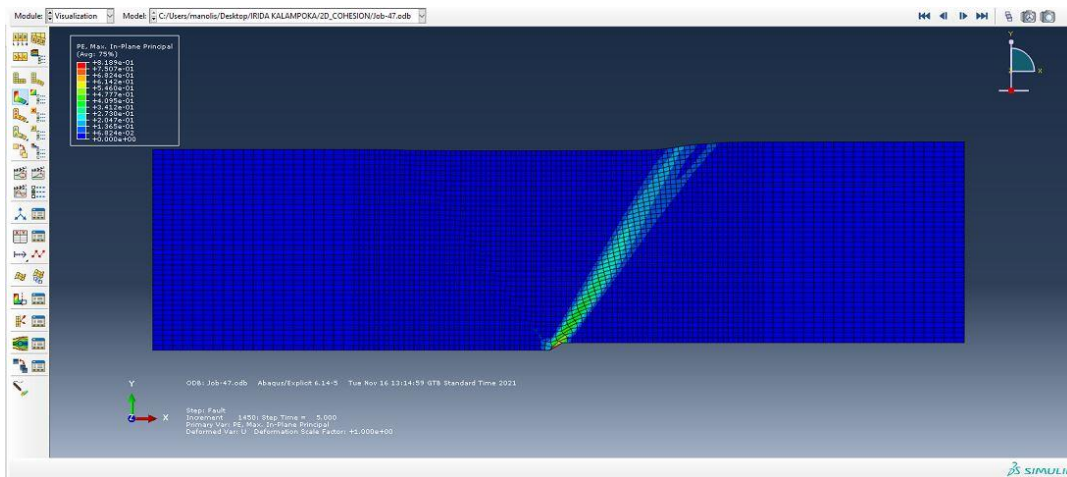 Module: Visualization Model: C:/Users/manolis/Desktop/IRIDA KALAMPOKA/2D_COHESION/Job-47.odb
PE, Max. In-Plane Principal
(Avg: 75%)
+8.189e-01
+7.507e-01
+6.824e-01
+6.142e-01
+5.460e-01
+4.777e-01
+4.095e-01
+3.412e-01
+2.730e-01
+2.047e-01
+1.365e-01
+6.824e-02
+0.000e+00
Y
X
Y
Z X
ODB: Job-47.odb Abaqus/Explicit 6.14-5 Tue Nov 16 13:14:59 GTB Standard Time 2021
Step: Fault
Increment 1450: Step Time = 5.000
Primary Var: PE, Max. In-Plane Principal
Deformed Var: U Deformation Scale Factor: +1.000e+00
SIMULI